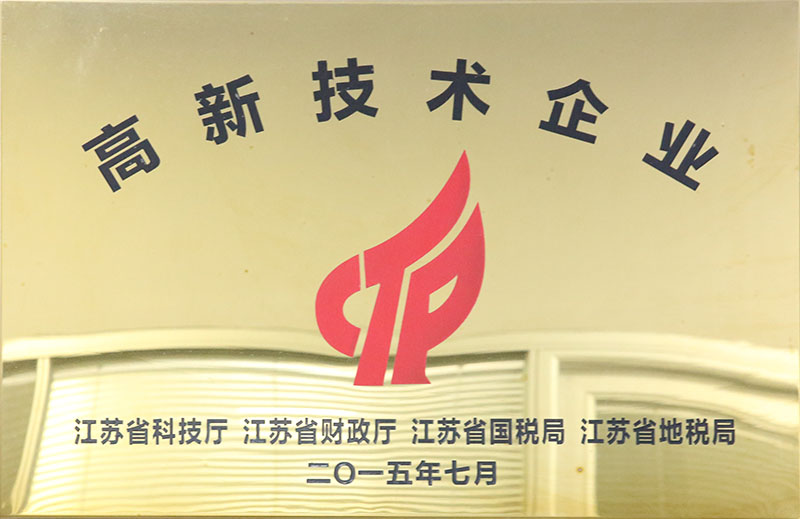 高新技术企业
CTP
江苏省科技厅 江苏省财政厅 江苏省国税局 江苏省地税局
二〇一五年七月